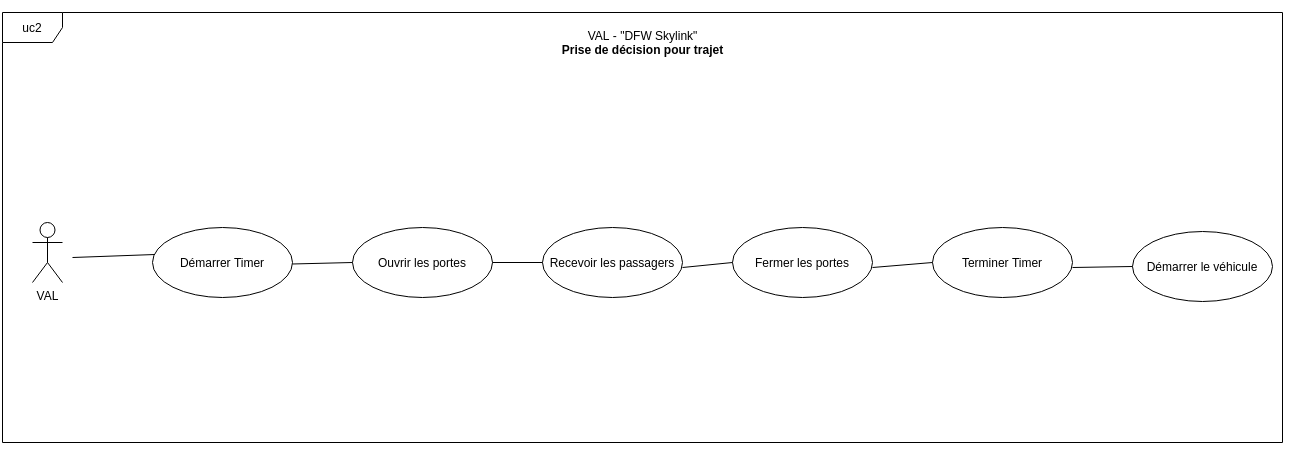 uc2
VAL - "DFW Skylink"
Prise de décision pour trajet
VAL
Démarrer Timer
Ouvrir les portes
Recevoir les passagers
Fermer les portes
Terminer Timer
Démarrer le véhicule